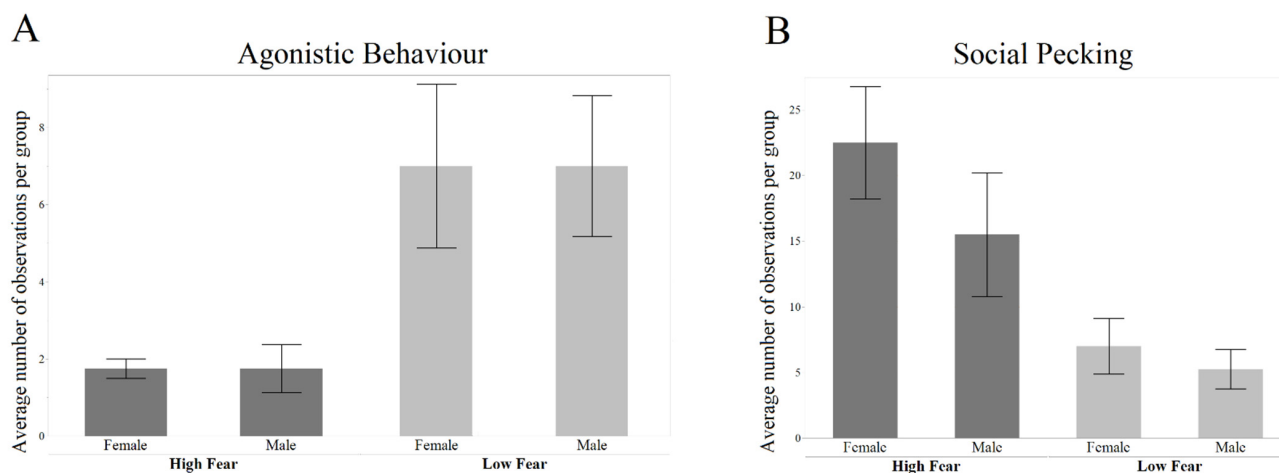 A
Agonistic Behaviour
Average number of observations per group
8
6
4
2
0
Female Male Female Male
High Fear Low Fear
B
Social Pecking
Average number of observations per group
25
20
15
10
5
0
Female Male Female Male
High Fear Low Fear